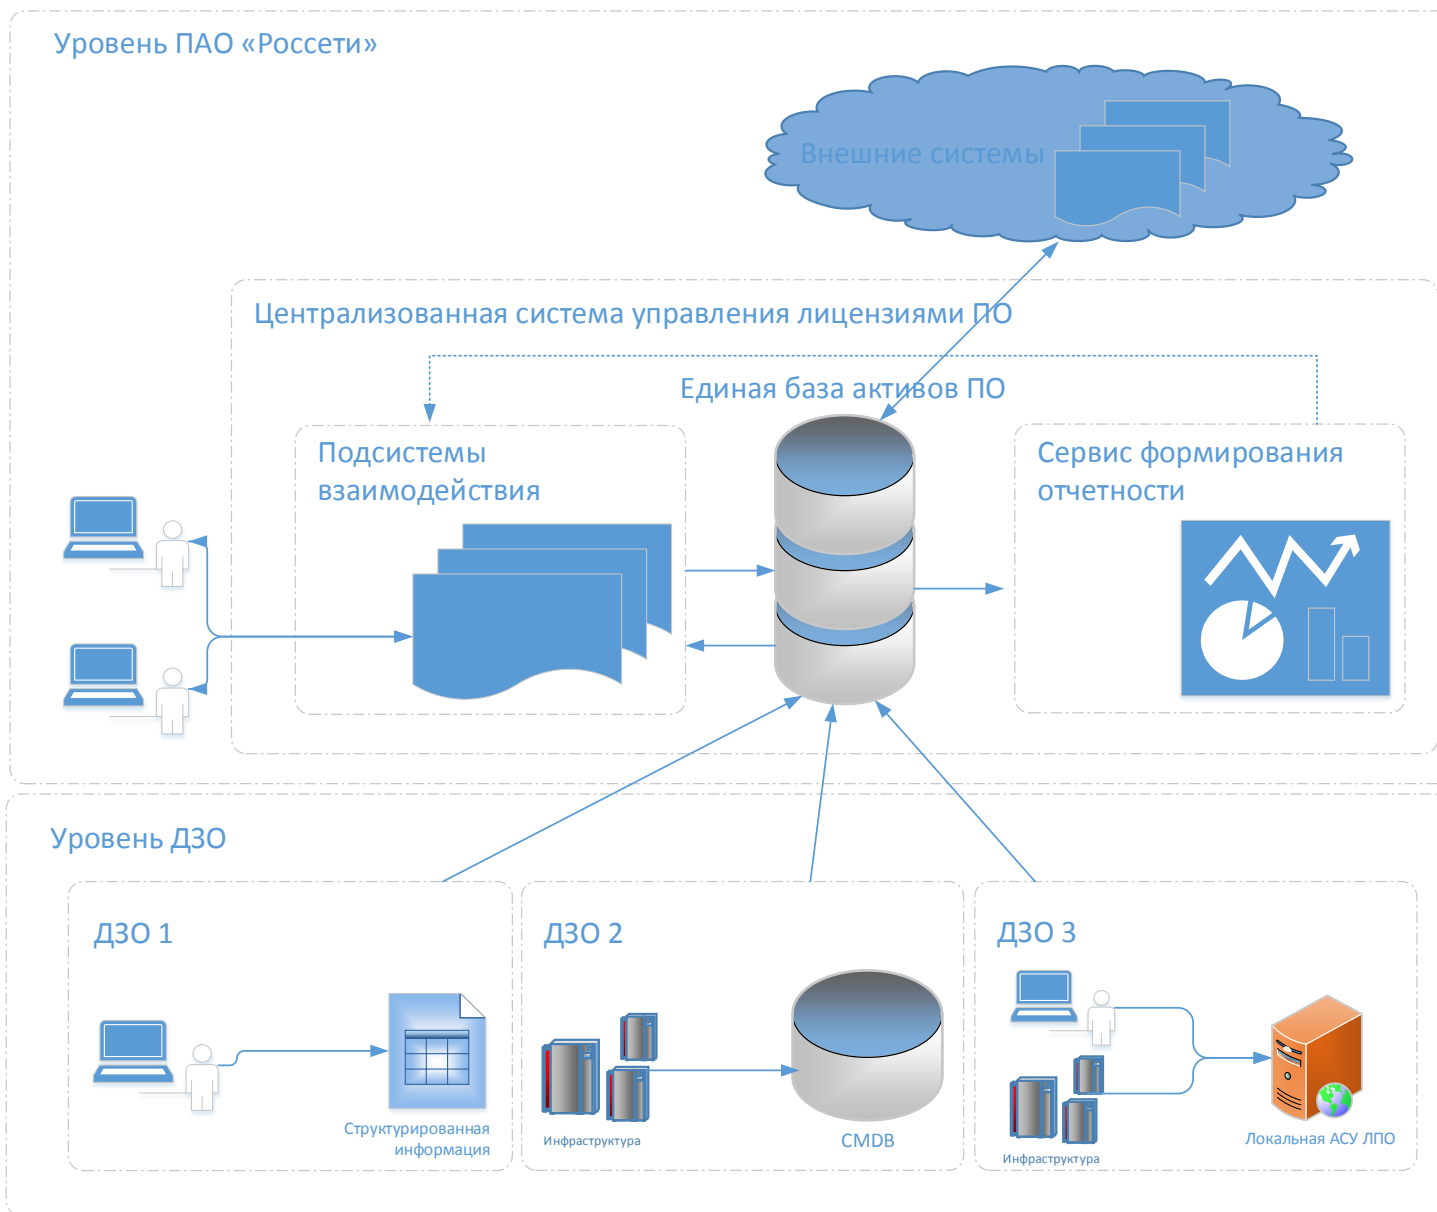 Уровень ПАО «Россети»
Внешние системы
Централизованная система управления лицензиями ПО
Единая база активов ПО
Подсистемы
взаимодействия
Сервис формирования
отчетности
Уровень ДЗО
ДЗО 1
Структурированная
информация
ДЗО 2
Инфраструктура
CMDB
ДЗО 3
Инфраструктура
Локальная АСУ ЛПО